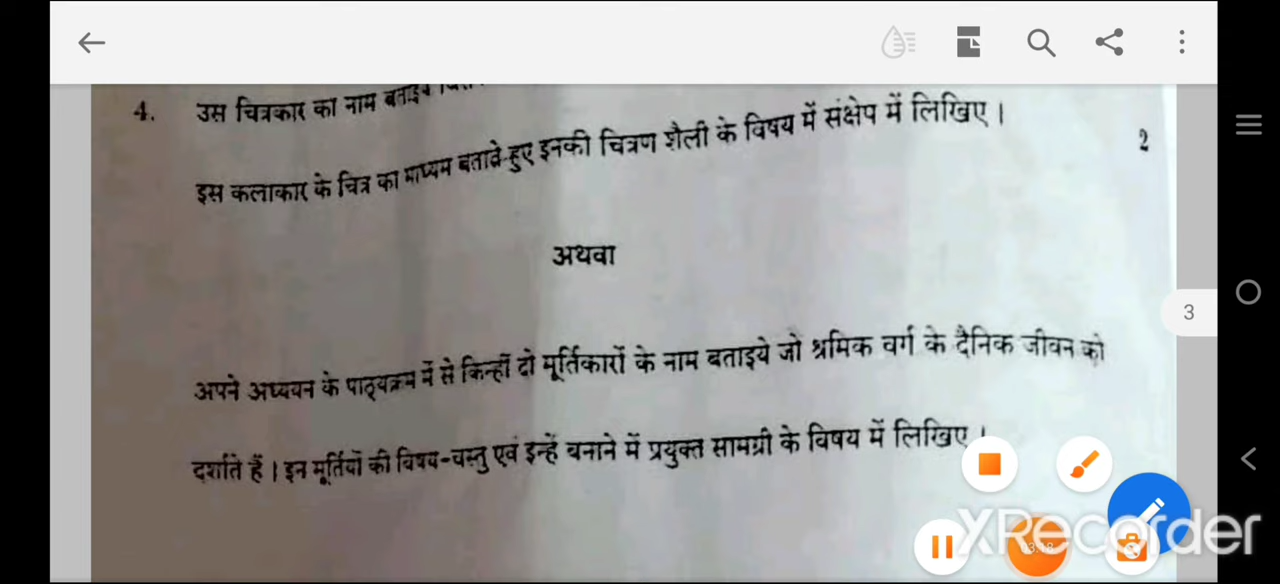 4. उस चित्रकार का नाम बताइये
इस कलाकार के चित्र का माध्यम बताते हुए इनकी चित्रण शैली के विषय में संक्षेप में लिखिए ।
2
अथवा
3
अपने अध्ययन के पाठ्यक्रम में से किन्हीं दो मूर्तिकारों के नाम बताइये जो श्रमिक वर्ग के दैनिक जीवन को
दर्शाते हैं । इन मूर्तियों की विषय-वस्तु एवं इन्हें बनाने में प्रयुक्त सामग्री के विषय में लिखिए ।
XRecorder